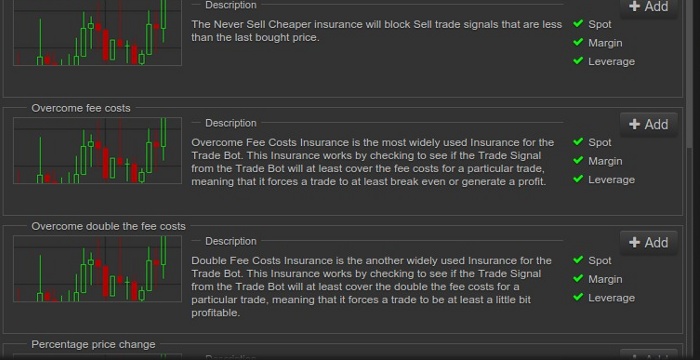 Description
Add
The Never Sell Cheaper insurance will block Sell trade signals that are less
than the last bought price.
Spot
Margin
Leverage
Overcome fee costs
Description
Add
Overcome Fee Costs Insurance is the most widely used Insurance for the
Trade Bot. This Insurance works by checking to see if the Trade Signal
from the Trade Bot will at least cover the fee costs for a particular trade,
meaning that it forces a trade to at least break even or generate a profit.
Spot
Margin
Leverage
Overcome double the fee costs
Description
Add
Double Fee Costs Insurance is the another widely used Insurance for the
Trade Bot. This Insurance works by checking to see if the Trade Signal
from the Trade Bot will at least cover the double the fee costs for a
particular trade, meaning that it forces a trade to be at least a little bit
profitable.
Spot
Margin
Leverage
Percentage price change